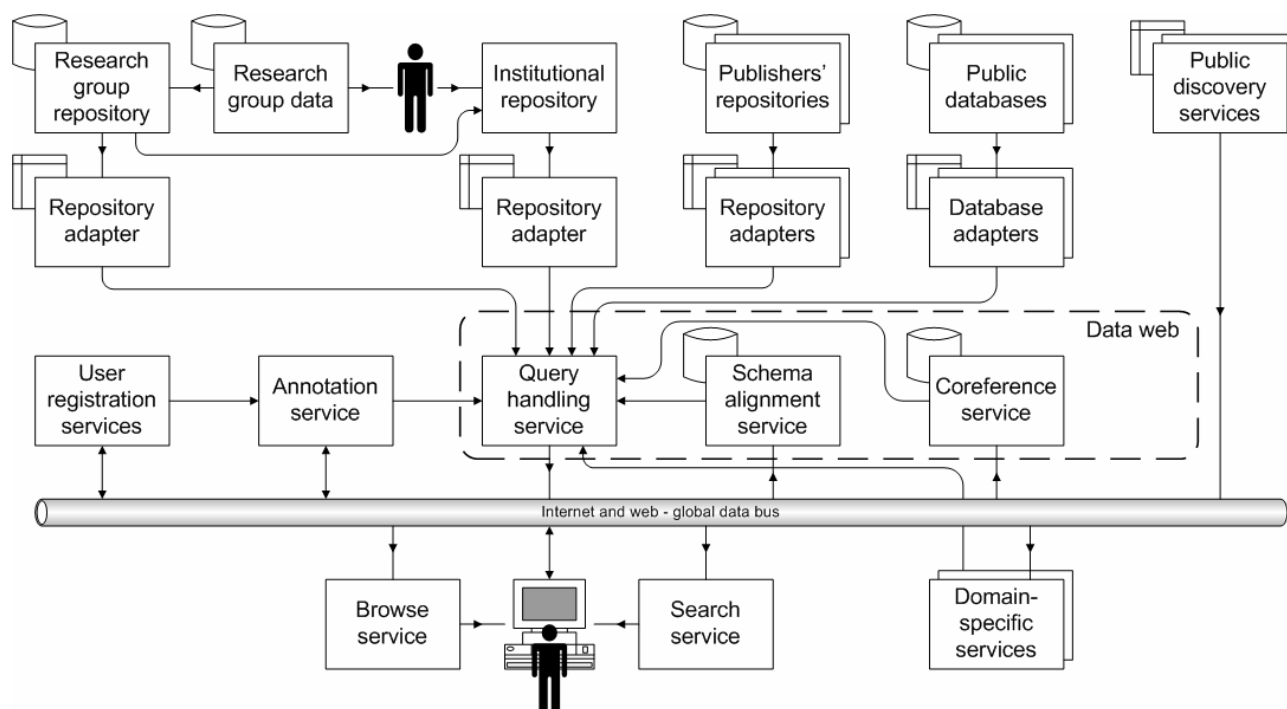 Research
group
repository
Research
group data
Institutional
repository
Publishers'
repositories
Public
databases
Public
discovery
services
Repository
adapter
Repository
adapter
Repository
adapters
Database
adapters
Data web
User
registration
services
Annotation
service
Query
handling
service
Schema
alignment
service
Coreference
service
Internet and web - global data bus
Browse
service
Search
service
Domain-
specific
services